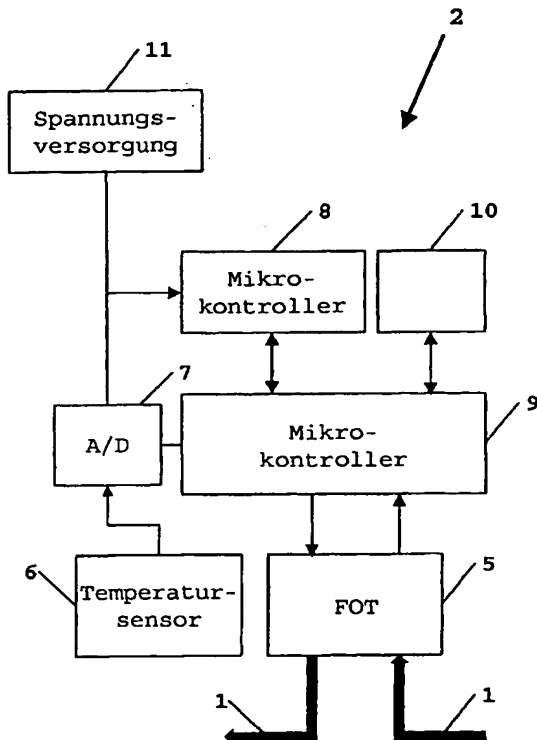 11
2
Spannungs-
versorgung
8
10
Mikro-
kontroller
7
9
A/D
Mikro-
kontroller
6
5
Temperatur-
sensor
FOT
1
1